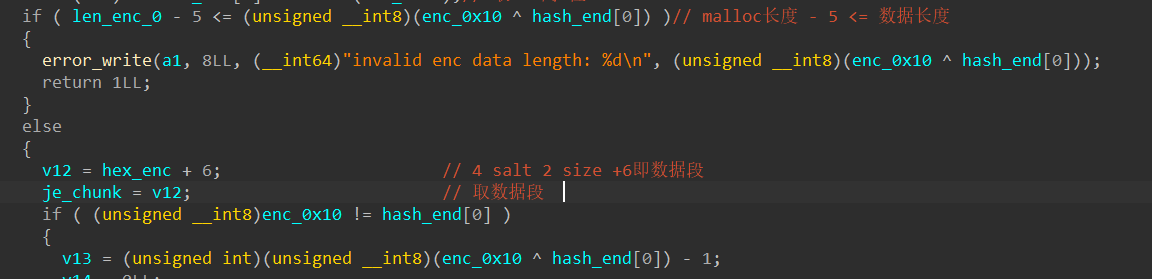 if ( len_enc_0 - 5 <= (unsigned __int8)(enc_0x10 ^ hash_end[0]) )// malloc长度 - 5 <= 数据长度
{
error_write(a1, 8LL, (__int64)"invalid enc data length: %d\n", (unsigned __int8)(enc_0x10 ^ hash_end[0]));
return 1LL;
}
else
{
v12 = hex_enc + 6; // 4 salt 2 size +6即数据段
je_chunk = v12; // 取数据段
if ( (unsigned __int8)enc_0x10 != hash_end[0] )
{
v13 = (unsigned int)(unsigned __int8)(enc_0x10 ^ hash_end[0]) - 1;